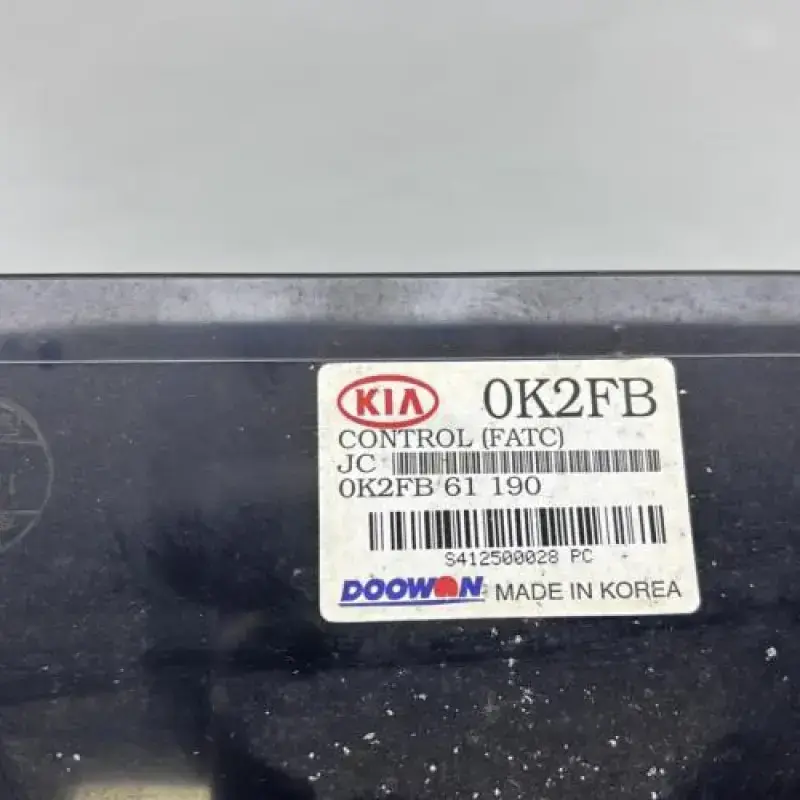 KIA 0K2FB
CONTROL (FATC)
JC
0K2FB 61 190
S412500028 PC
DOOWON MADE IN KOREA